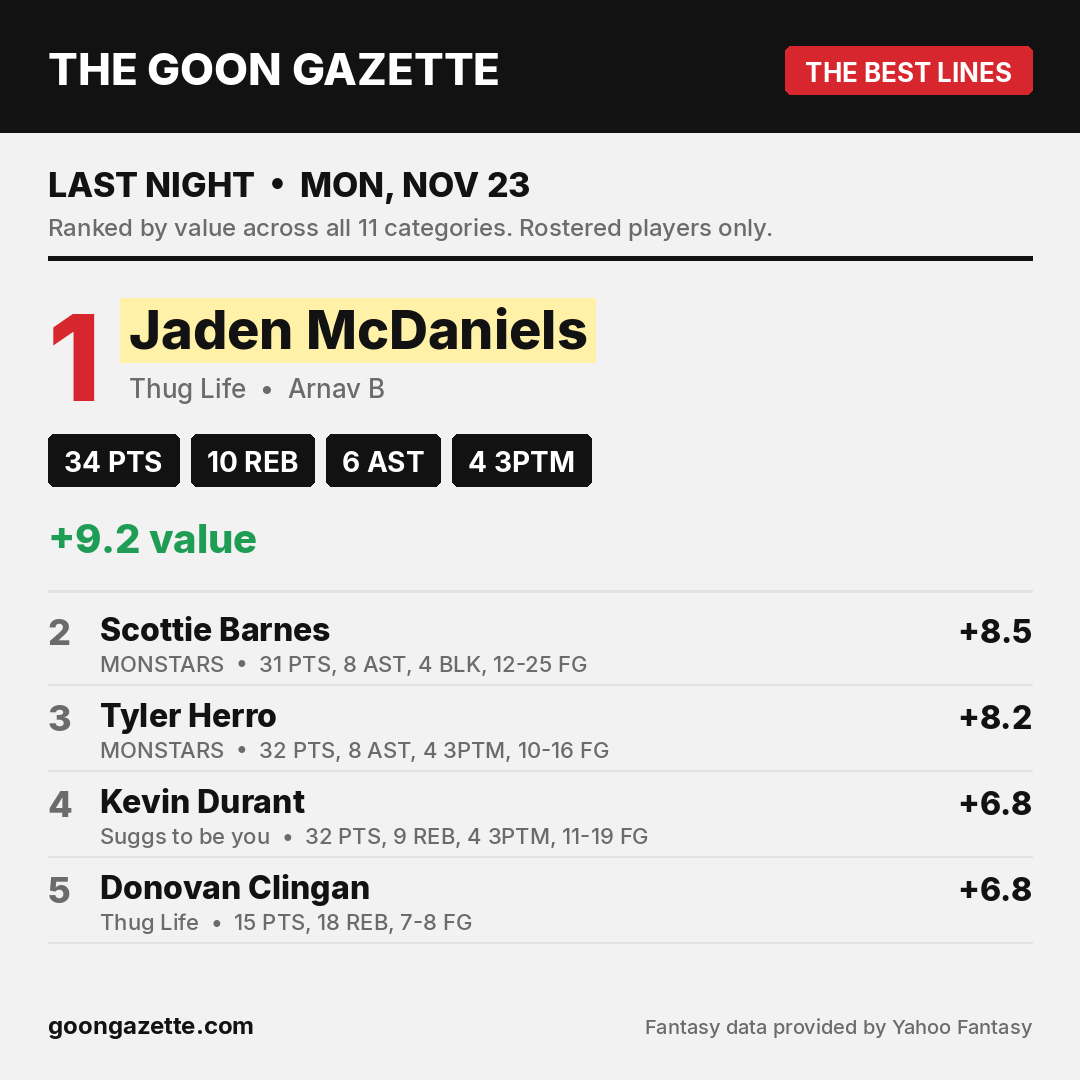 THE GOON GAZETTE
THE BEST LINES
LAST NIGHT • MON, NOV 23
Ranked by value across all 11 categories. Rostered players only.
1
Jaden McDaniels
Thug Life • Arnav B
34 PTS
10 REB
6 AST
4 3PTM
+9.2 value
2 Scottie Barnes +8.5
MONSTARS • 31 PTS, 8 AST, 4 BLK, 12-25 FG
3 Tyler Herro +8.2
MONSTARS • 32 PTS, 8 AST, 4 3PTM, 10-16 FG
4 Kevin Durant +6.8
Suggs to be you • 32 PTS, 9 REB, 4 3PTM, 11-19 FG
5 Donovan Clingan +6.8
Thug Life • 15 PTS, 18 REB, 7-8 FG
goongazette.com
Fantasy data provided by Yahoo Fantasy